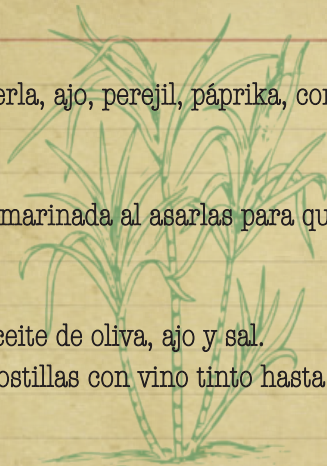 erla, ajo, perejil, páprika, con
marinada al asarlas para qu
ceite de oliva, ajo y sal.
ostillas con vino tinto hasta